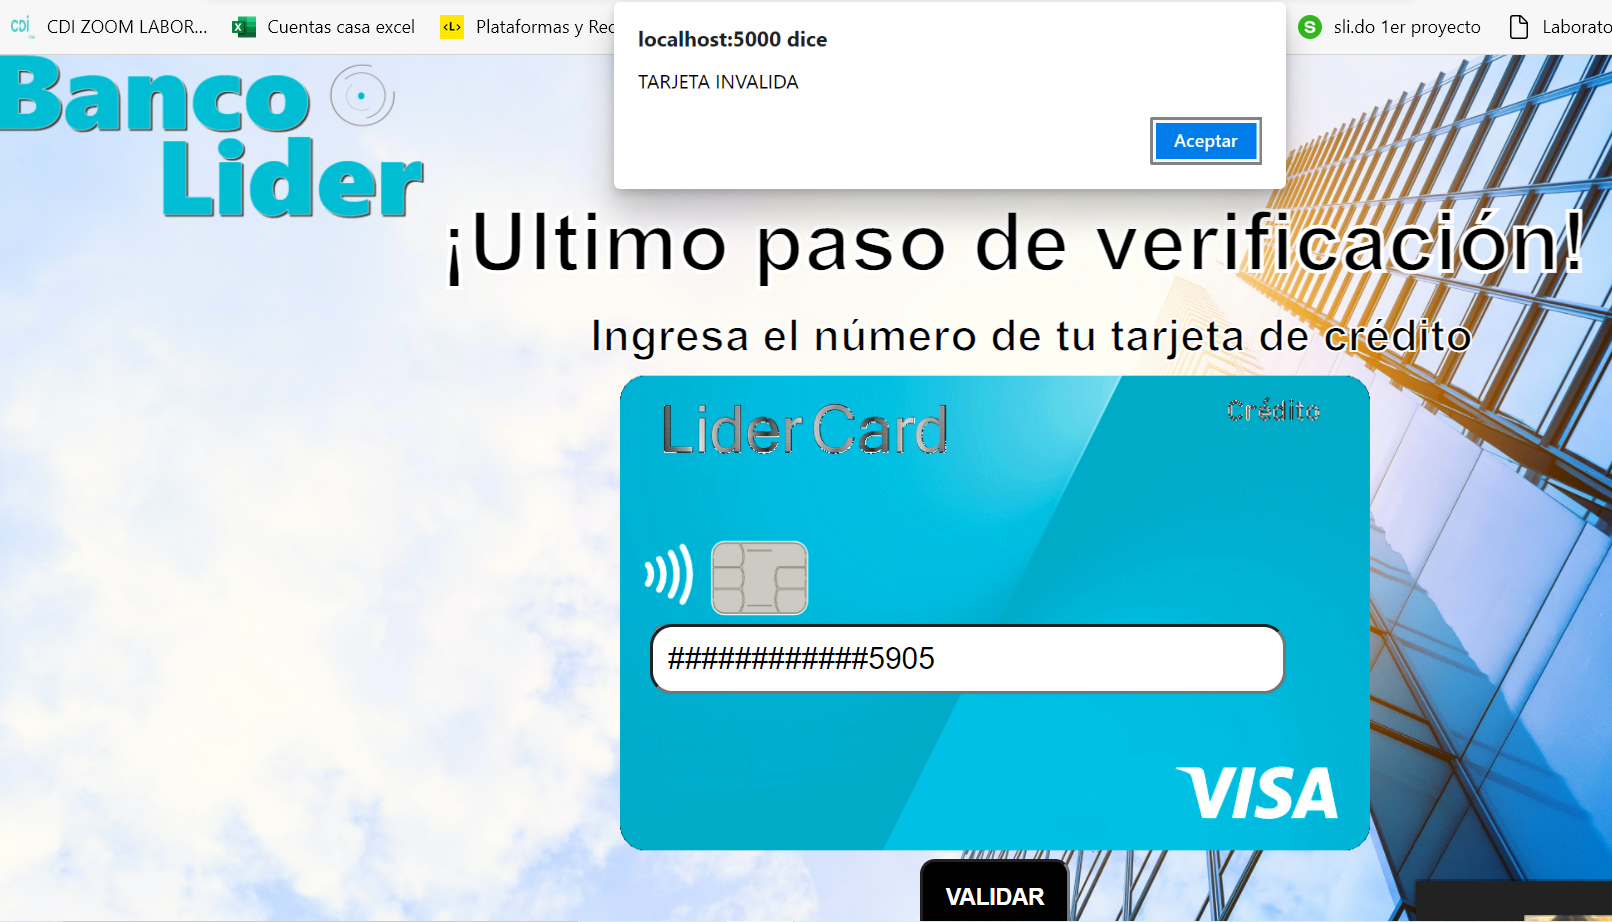 CDI ZOOM LABOR...
Cuentas casa excel
Plataformas y Rec
sli.do 1er proyecto
Laborato
localhost:5000 dice
TARJETA INVALIDA
Aceptar
Banco
Lider
¡Ultimo paso de verificación!
Ingresa el número de tu tarjeta de crédito
Lider Card
Crédito
############5905
VISA
VALIDAR